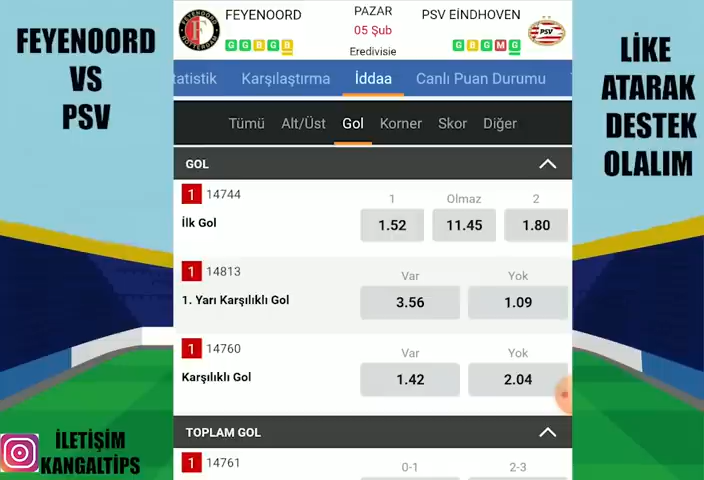 FEYENOORD
VS
PSV
FEYENOORD
PAZAR
05 Şub
Eredivisie
PSV EİNDHOVEN
G G B G B
G B G M G
PSV
LİKE
ATARAK
DESTEK
OLALIM
tatistik Karşılaştırma İddaa Canlı Puan Durumu
Tümü Alt/Üst Gol Korner Skor Diğer
GOL
1 14744
İlk Gol
1 Olmaz 2
1.52 11.45 1.80
1 14813
1. Yarı Karşılıklı Gol
Var Yok
3.56 1.09
1 14760
Karşılıklı Gol
Var Yok
1.42 2.04
TOPLAM GOL
1 14761
0-1 2-3
İLETİŞİM
KANGALTİPS